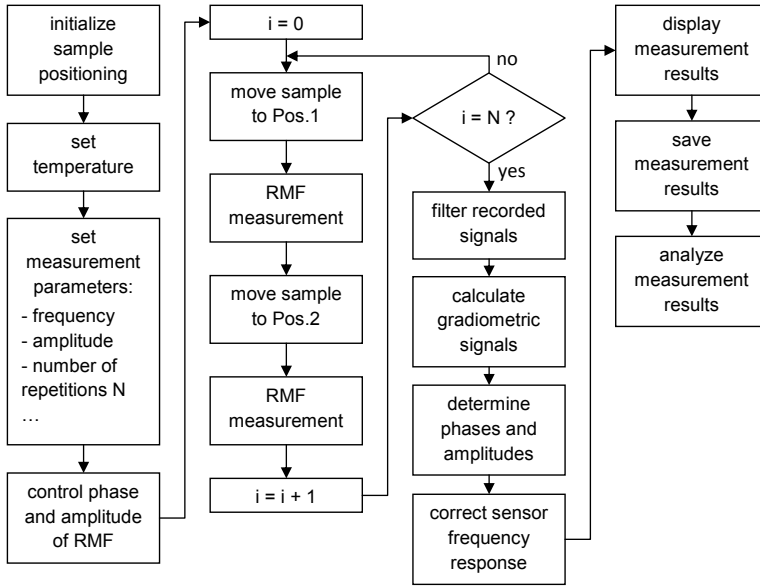 initialize
sample
positioning
set
temperature
set
measurement
parameters:
- frequency
- amplitude
- number of
repetitions N
…
control phase
and amplitude
of RMF
i = 0
move sample
to Pos.1
RMF
measurement
move sample
to Pos.2
RMF
measurement
i = i + 1
no
i = N ?
yes
filter recorded
signals
calculate
gradiometric
signals
determine
phases and
amplitudes
correct sensor
frequency
response
display
measurement
results
save
measurement
results
analyze
measurement
results